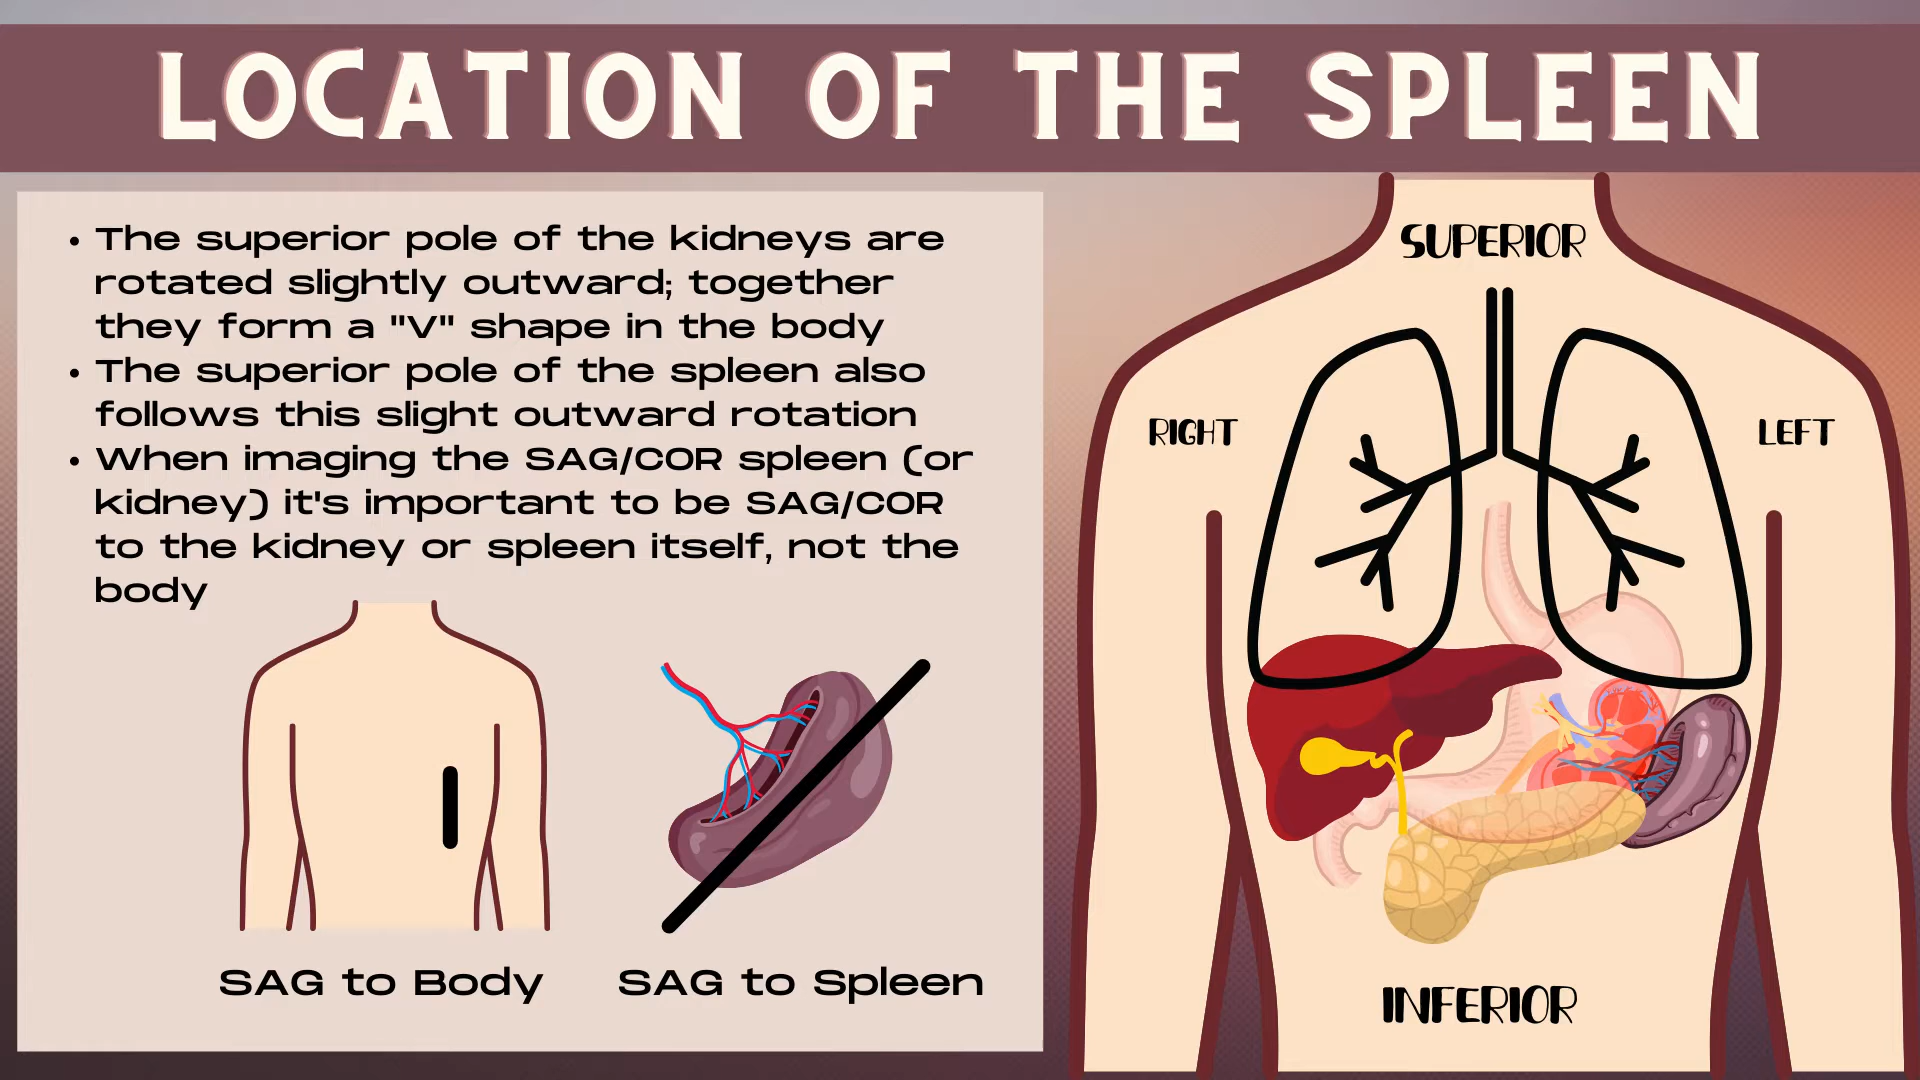 LOCATION OF THE SPLEEN
• The superior pole of the kidneys are
rotated slightly outward; together
they form a "V" shape in the body
• The superior pole of the spleen also
follows this slight outward rotation
• When imaging the SAG/COR spleen (or
kidney) it's important to be SAG/COR
to the kidney or spleen itself, not the
body
SAG to Body
SAG to Spleen
SUPERIOR
RIGHT
LEFT
INFERIOR